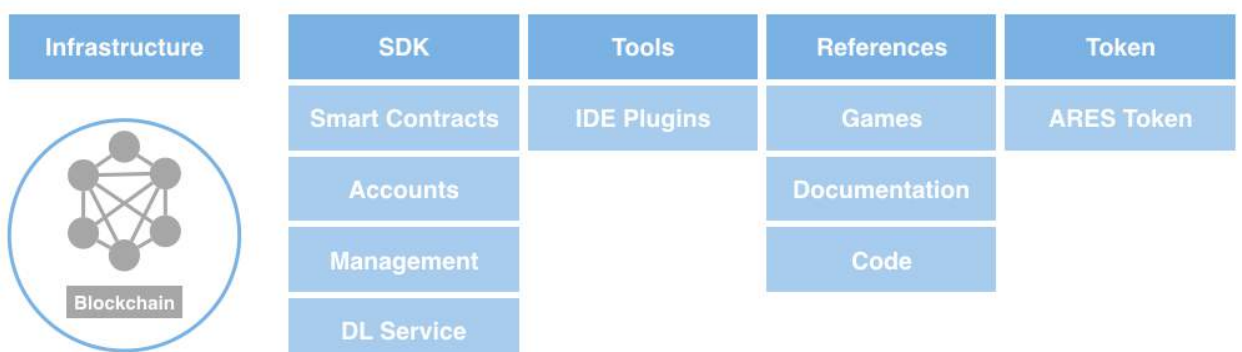 Infrastructure
SDK
Tools
References
Token
Smart Contracts
IDE Plugins
Games
ARES Token
Accounts
Documentation
Management
Code
Blockchain
DL Service